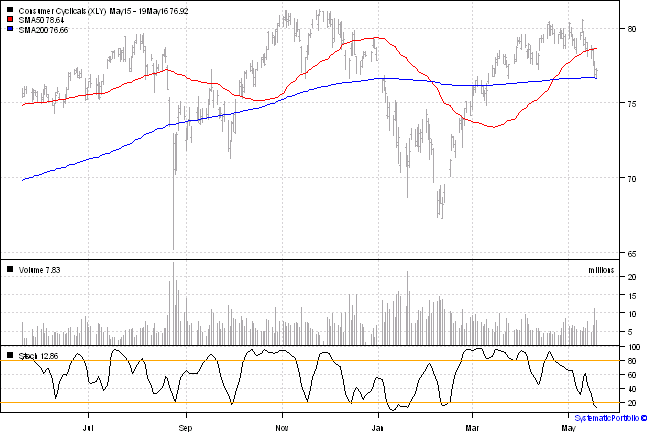 Consumer Cyclicals (XLY) May15 - 19May16 76.92
SMA50 78.64
SMA200 76.66
80
75
70
65
Volume 7.83
millions
20
15
10
5
Stoch 12.86
100
80
60
40
20
Jul
Sep
Nov
Jan
Mar
May
SystematicPortfolio ©